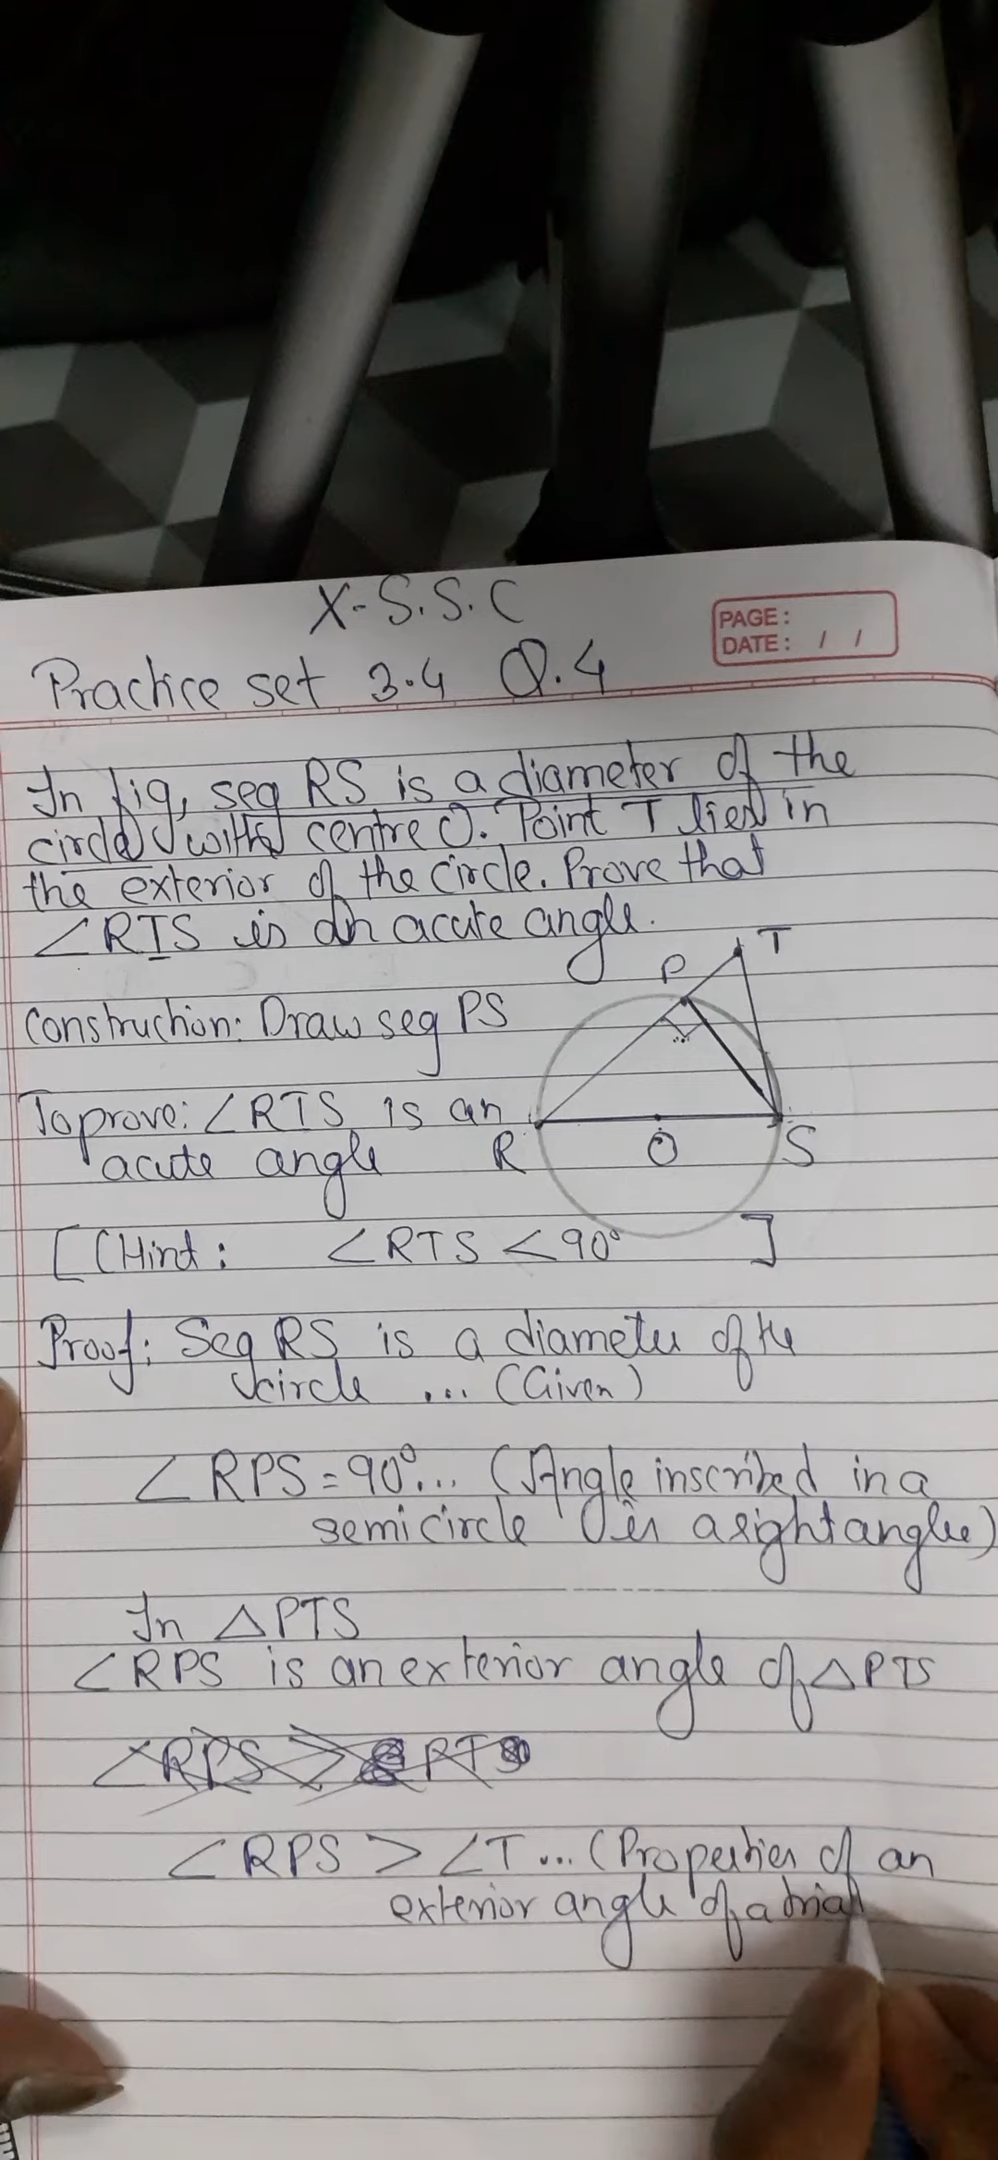 X-S.S.C
PAGE:
DATE: / /
Practice set 3.4 Q.4
In fig, seg RS is a diameter of the
circle with centre O. Point T lies in
the exterior of the circle. Prove that
∠RTS is an acute angle.
T
P
Construction: Draw seg PS
To prove: ∠RTS is an
acute angle
R
O
S
[(Hint: ∠RTS < 90° ]
Proof: Seg RS is a diameter of the
circle ... (Given)
∠RPS = 90°... (Angle inscribed in a
semicircle is a right angle)
In △PTS
∠RPS is an exterior angle of △PTS
∠RPS > ∠T ... (Properties of an
exterior angle of a trian